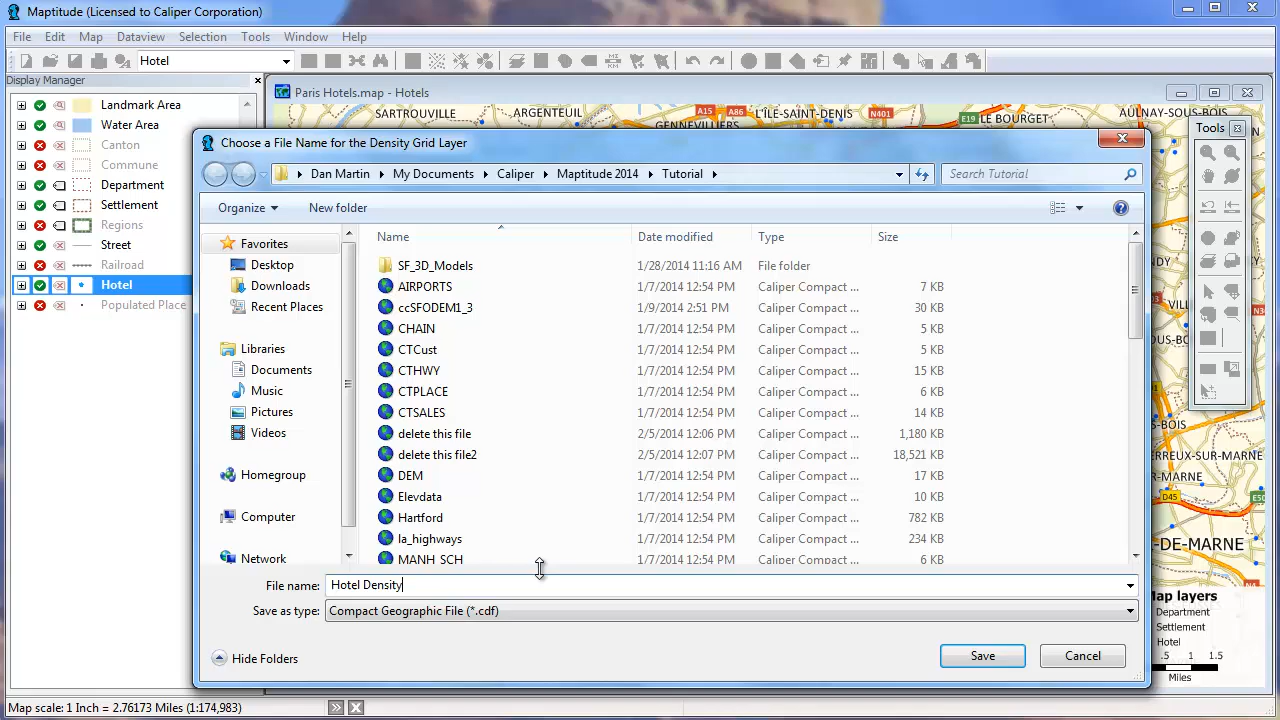 Maptitude (Licensed to Caliper Corporation)
File Edit Map Dataview Selection Tools Window Help
Hotel
Display Manager
Landmark Area
Water Area
Canton
Commune
Department
Settlement
Regions
Street
Railroad
Hotel
Populated Place
Paris Hotels.map - Hotels
SARTROUVILLE
ARGENTEUIL
GENNEVILLIERS
A15
A86
L'ÎLE-SAINT-DENIS
N401
LE BOURGET
E19
AULNAY-SOUS-BOIS
Tools
Choose a File Name for the Density Grid Layer
Dan Martin My Documents Caliper Maptitude 2014 Tutorial
Search Tutorial
Organize New folder
Favorites
Desktop
Downloads
Recent Places
Libraries
Documents
Music
Pictures
Videos
Homegroup
Computer
Network
Name Date modified Type Size
SF_3D_Models 1/28/2014 11:16 AM File folder
AIRPORTS 1/7/2014 12:54 PM Caliper Compact ... 7 KB
ccSFODEM1_3 1/9/2014 2:51 PM Caliper Compact ... 30 KB
CHAIN 1/7/2014 12:54 PM Caliper Compact ... 5 KB
CTCust 1/7/2014 12:54 PM Caliper Compact ... 5 KB
CTHWY 1/7/2014 12:54 PM Caliper Compact ... 15 KB
CTPLACE 1/7/2014 12:54 PM Caliper Compact ... 6 KB
CTSALES 1/7/2014 12:54 PM Caliper Compact ... 14 KB
delete this file 2/5/2014 12:06 PM Caliper Compact ... 1,180 KB
delete this file2 2/5/2014 12:07 PM Caliper Compact ... 18,521 KB
DEM 1/7/2014 12:54 PM Caliper Compact ... 17 KB
Elevdata 1/7/2014 12:54 PM Caliper Compact ... 10 KB
Hartford 1/7/2014 12:54 PM Caliper Compact ... 782 KB
la_highways 1/7/2014 12:54 PM Caliper Compact ... 234 KB
MANH_SCH 1/7/2014 12:54 PM Caliper Compact ... 6 KB
File name: Hotel Density
Save as type: Compact Geographic File (*.cdf)
Hide Folders
Save
Cancel
D45
E50
-DE-MARNE
Map layers
Department
Settlement
Hotel
.5 1 1.5
Miles
Map scale: 1 Inch = 2.76173 Miles (1:174,983)